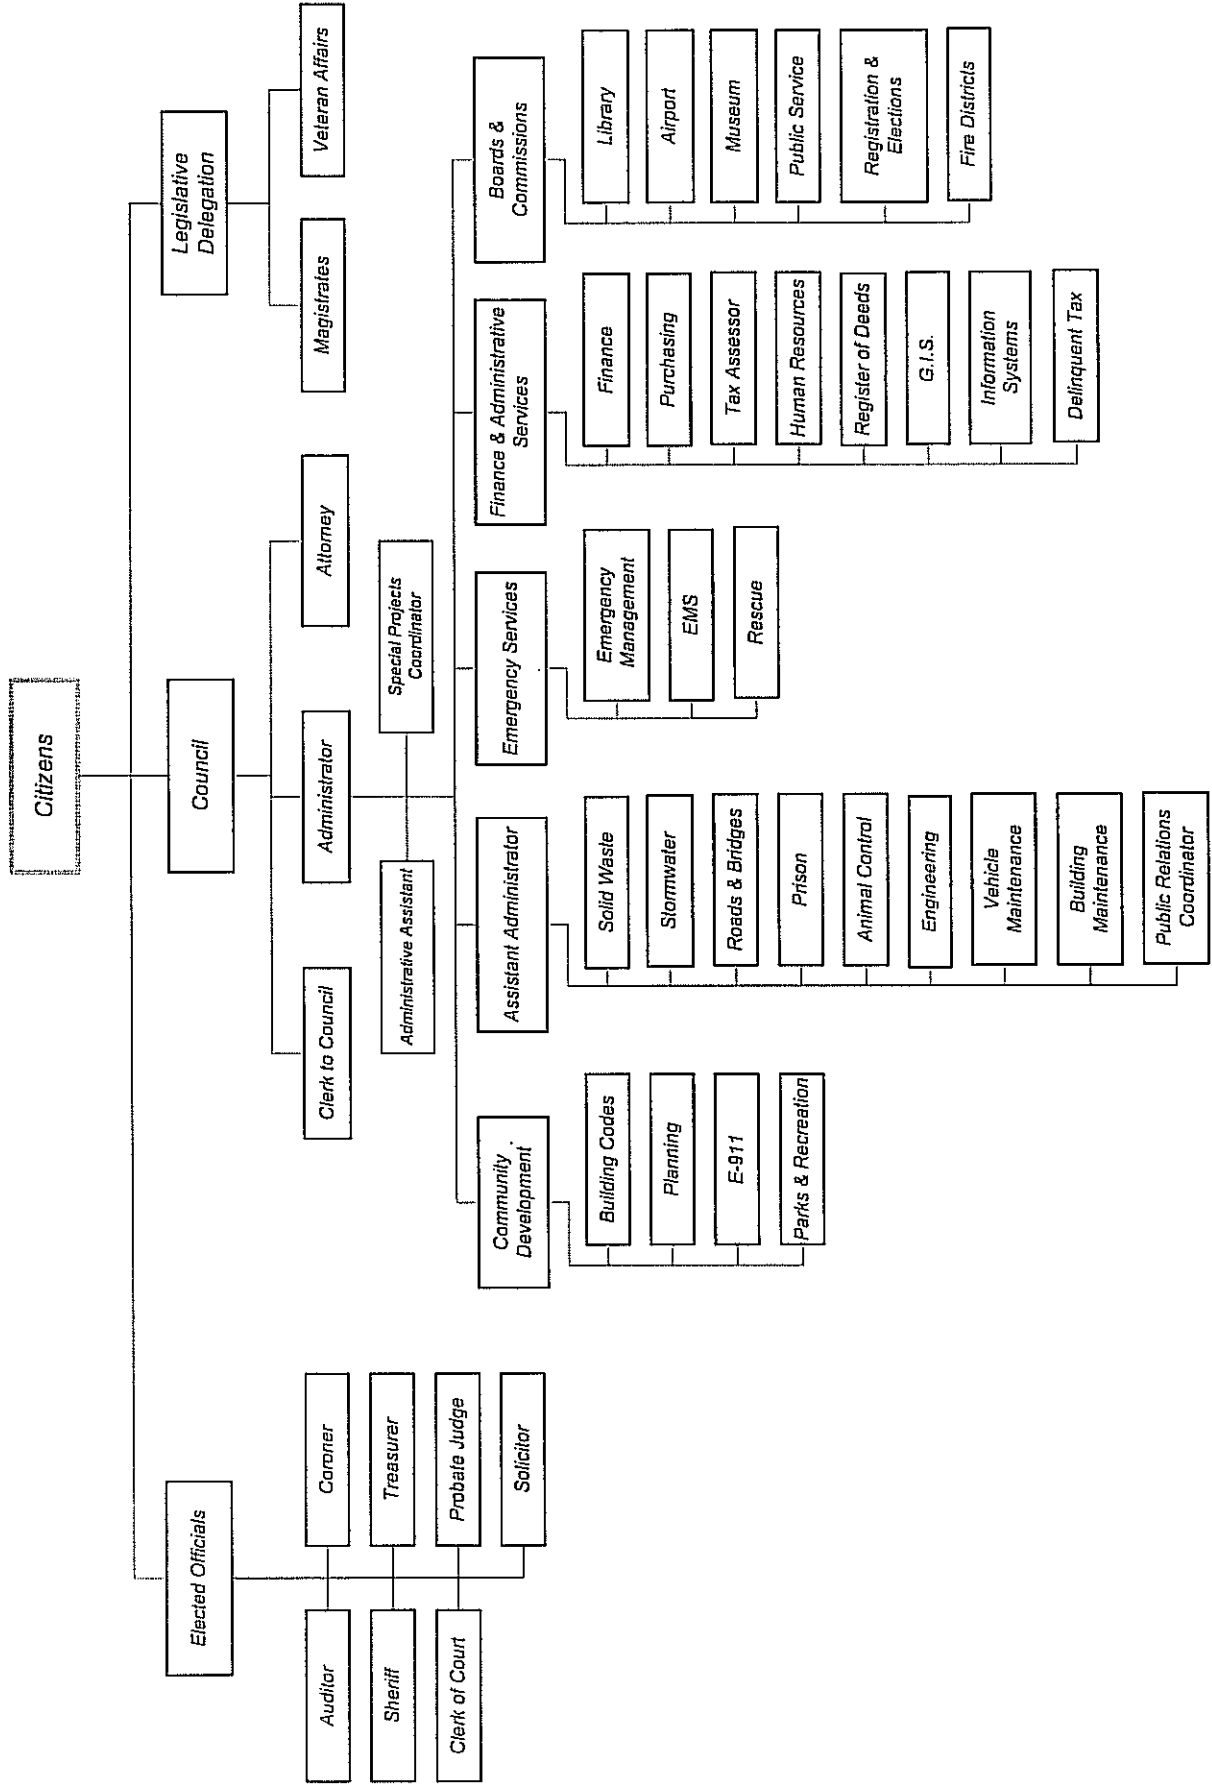 Citizens
Elected Officials
Council
Legislative
Delegation
Auditor
Coroner
Sheriff
Treasurer
Clerk of Court
Probate Judge
Solicitor
Clerk to Council
Administrator
Attorney
Magistrates
Veteran Affairs
Administrative Assistant
Special Projects
Coordinator
Community
Development
Building Codes
Planning
E-911
Parks & Recreation
Assistant Administrator
Solid Waste
Stormwater
Roads & Bridges
Prison
Animal Control
Engineering
Vehicle
Maintenance
Building
Maintenance
Public Relations
Coordinator
Emergency Services
Emergency
Management
EMS
Rescue
Finance & Administrative
Services
Finance
Purchasing
Tax Assessor
Human Resources
Register of Deeds
G.I.S.
Information
Systems
Delinquent Tax
Boards &
Commissions
Library
Airport
Museum
Public Service
Registration &
Elections
Fire Districts